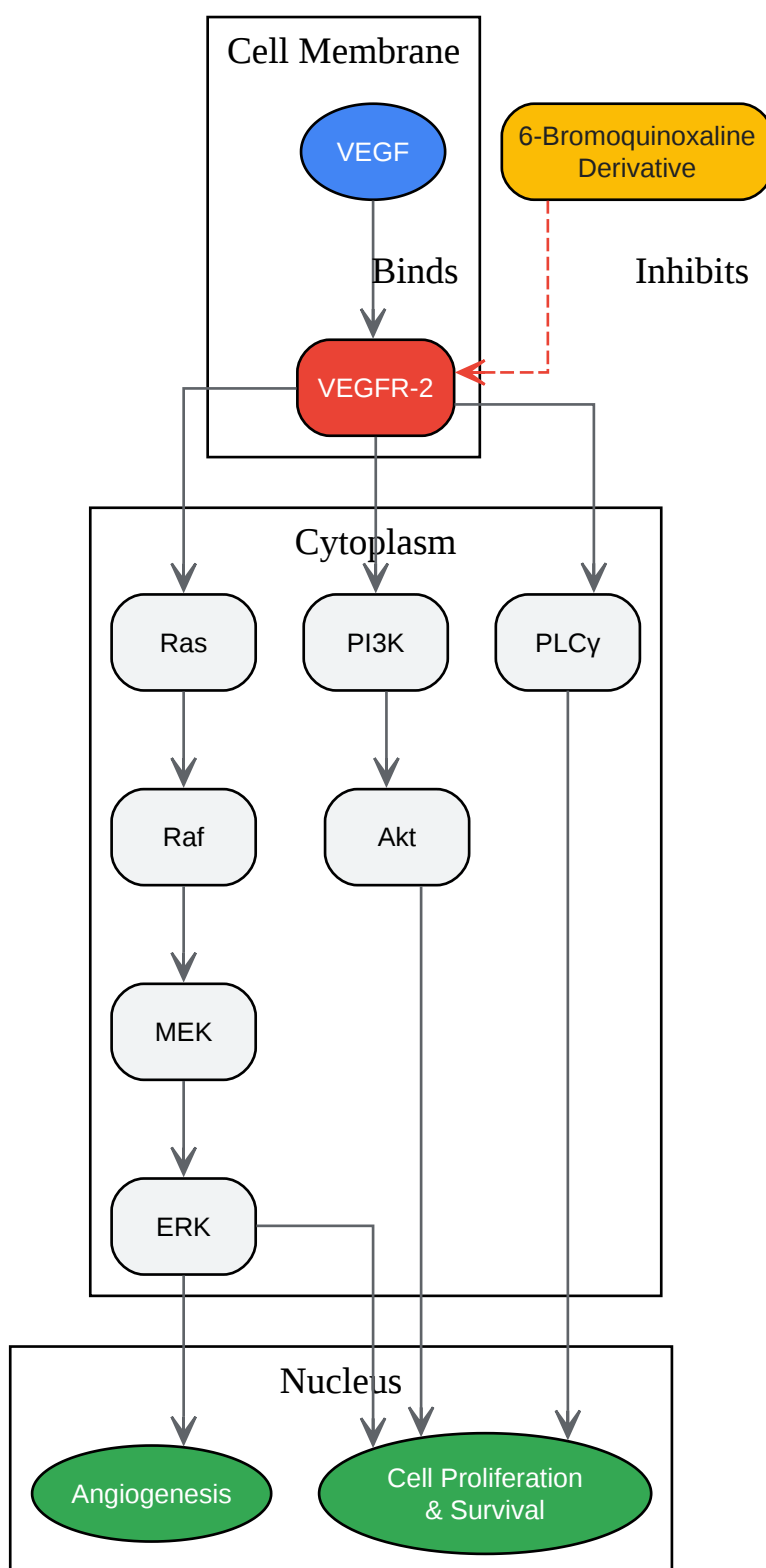 Cell Membrane
VEGF
6-Bromoquinoxaline
Derivative
Binds
Inhibits
VEGFR-2
Cytoplasm
Ras
PI3K
PLCγ
Raf
Akt
MEK
ERK
Nucleus
Angiogenesis
Cell Proliferation
& Survival